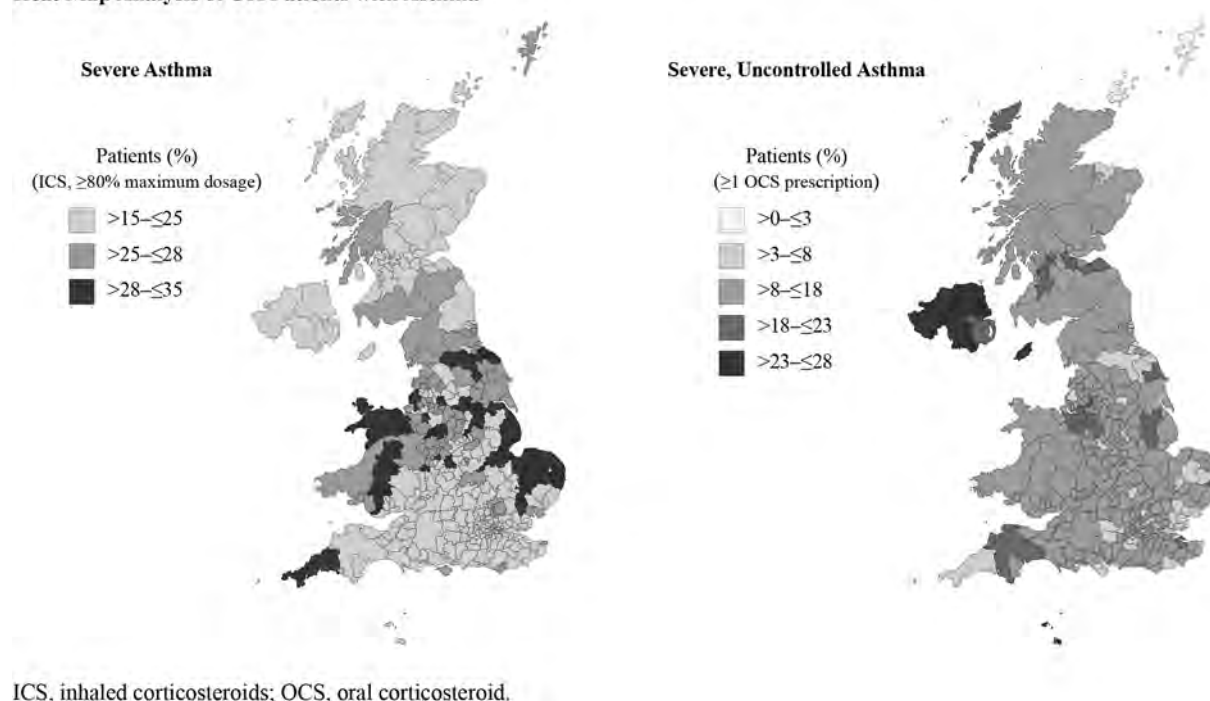 Severe Asthma
Patients (%)
(ICS, ≥80% maximum dosage)
>15–≤25
>25–≤28
>28–≤35
Severe, Uncontrolled Asthma
Patients (%)
(≥1 OCS prescription)
>0–≤3
>3–≤8
>8–≤18
>18–≤23
>23–≤28
ICS, inhaled corticosteroids; OCS, oral corticosteroid.